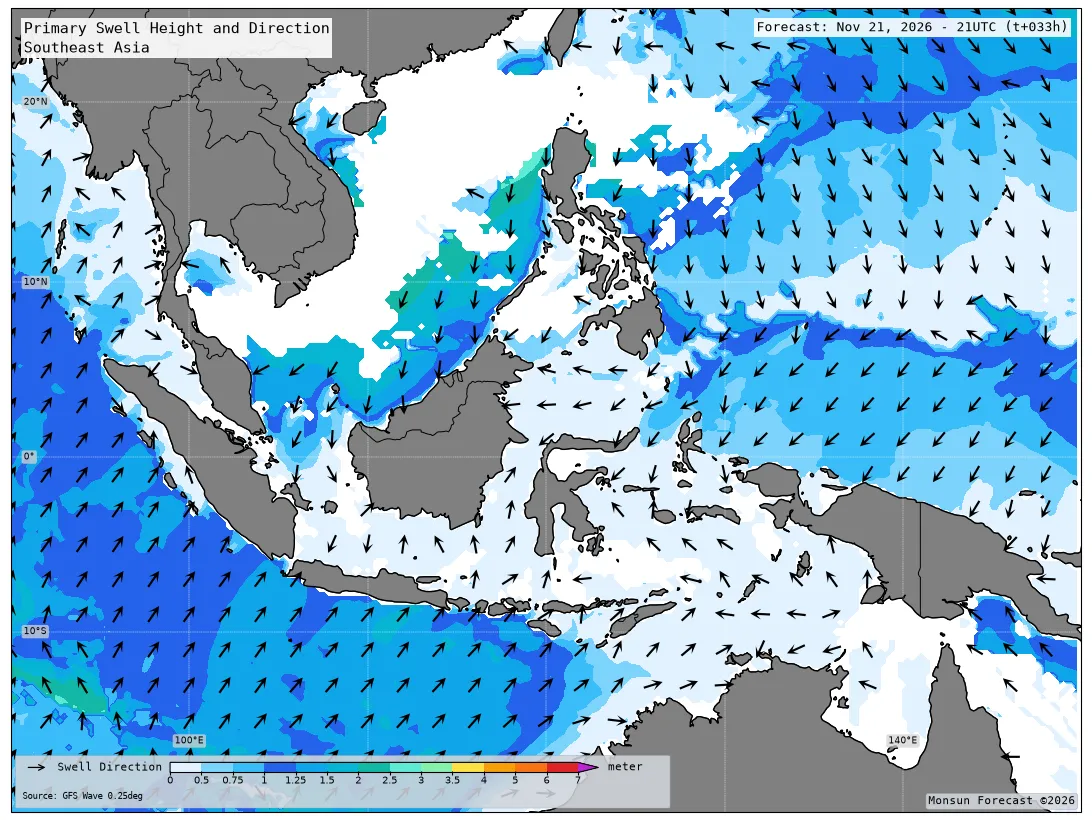 Primary Swell Height and Direction
Southeast Asia
Forecast: Nov 21, 2026 - 21UTC (t+033h)
20°N
10°N
0°
10°S
100°E
140°E
Swell Direction
0 0.5 0.75 1 1.25 1.5 2 2.5 3 3.5 4 5 6 7
meter
Source: GFS Wave 0.25deg
Monsun Forecast ©2026